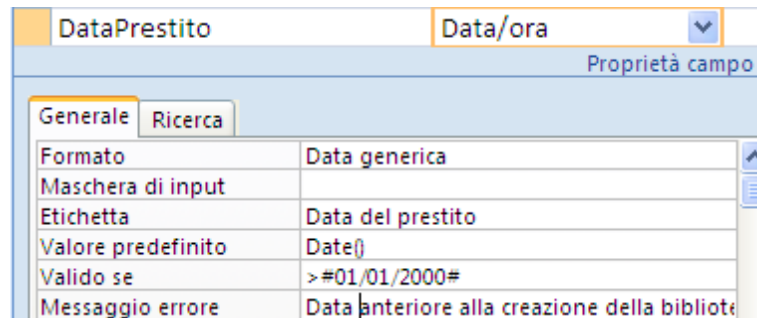 DataPrestito Data/ora
Proprietà campo
Generale Ricerca
Formato Data generica
Maschera di input
Etichetta Data del prestito
Valore predefinito Date()
Valido se >#01/01/2000#
Messaggio errore Data anteriore alla creazione della bibliote